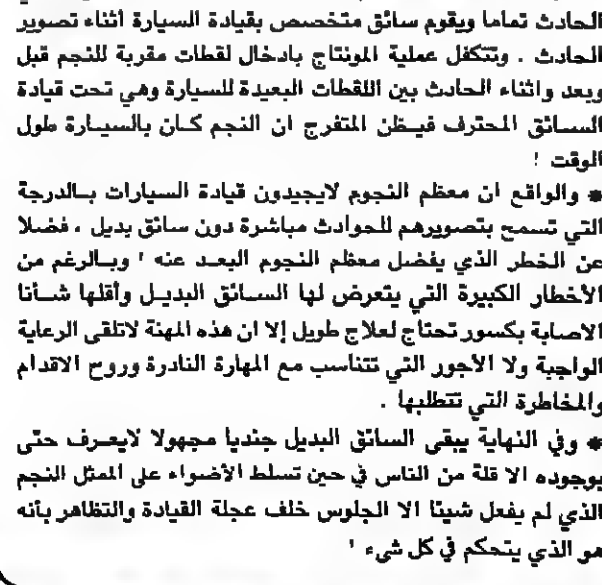 الحادث تماما ويقوم سائق متخصص بقيادة السيارة أثناء تصوير
الحادث . وتتكفل عملية المونتاج بادخال لقطات مقربة للنجم قبل
وبعد واثناء الحادث بين اللقطات البعيدة للسيارة وهي تحت قيادة
السائق المحترف فيظن المتفرج ان النجم كان بالسيارة طول
الوقت !
* والواقع ان معظم النجوم لايجيدون قيادة السيارات بالدرجة
التي تسمح بتصويرهم للحوادث مباشرة دون سائق بديل ، فضلا
عن الخطر الذي يفضل معظم النجوم البعد عنه ' وبالرغم من
الأخطار الكبيرة التي يتعرض لها السائق البديل وأقلها شأنا
الاصابة بكسور تحتاج لعلاج طويل إلا ان هذه المهنة لاتلقى الرعاية
الواجبة ولا الأجور التي تتناسب مع المهارة النادرة وروح الاقدام
والمخاطرة التي تتطلبها .
* وفي النهاية يبقى السائق البديل جنديا مجهولا لايعرف حتى
بوجوده الا قلة من الناس في حين تسلط الأضواء على الممثل النجم
الذي لم يفعل شيئا الا الجلوس خلف عجلة القيادة والتظاهر بأنه
هو الذي يتحكم في كل شيء '